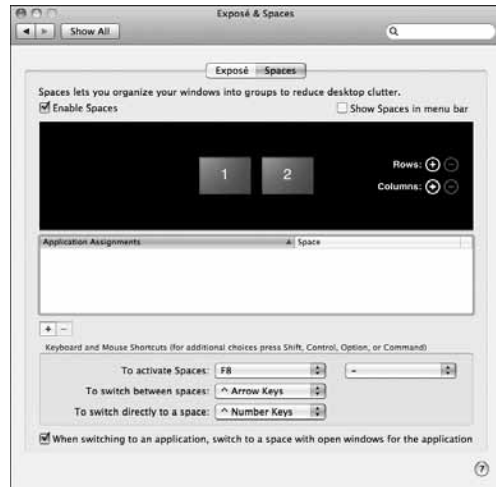 Exposé & Spaces
Show All
Exposé Spaces
Spaces lets you organize your windows into groups to reduce desktop clutter.
Enable Spaces Show Spaces in menu bar
1 2
Rows:
Columns:
Application Assignments Space
+ −
Keyboard and Mouse Shortcuts (for additional choices press Shift, Control, Option, or Command)
To activate Spaces: F8 –
To switch between spaces: ^ Arrow Keys
To switch directly to a space: ^ Number Keys
When switching to an application, switch to a space with open windows for the application
?